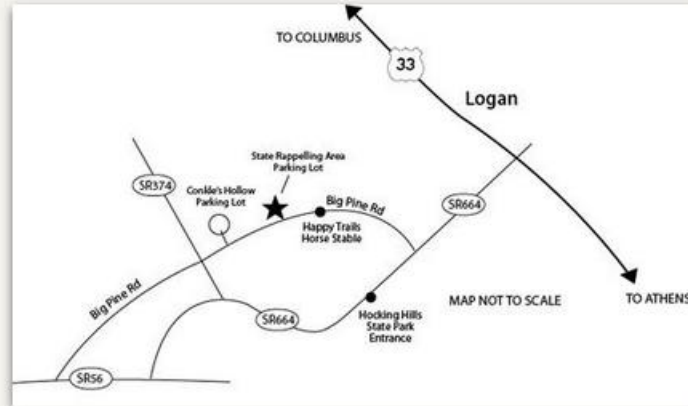 TO COLUMBUS
33
Logan
State Rappelling Area
Parking Lot
SR374
Conkle's Hollow
Parking Lot
Big Pine Rd
SR664
Happy Trails
Horse Stable
Big Pine Rd
MAP NOT TO SCALE
TO ATHENS
SR664
Hocking Hills
State Park
Entrance
SR56